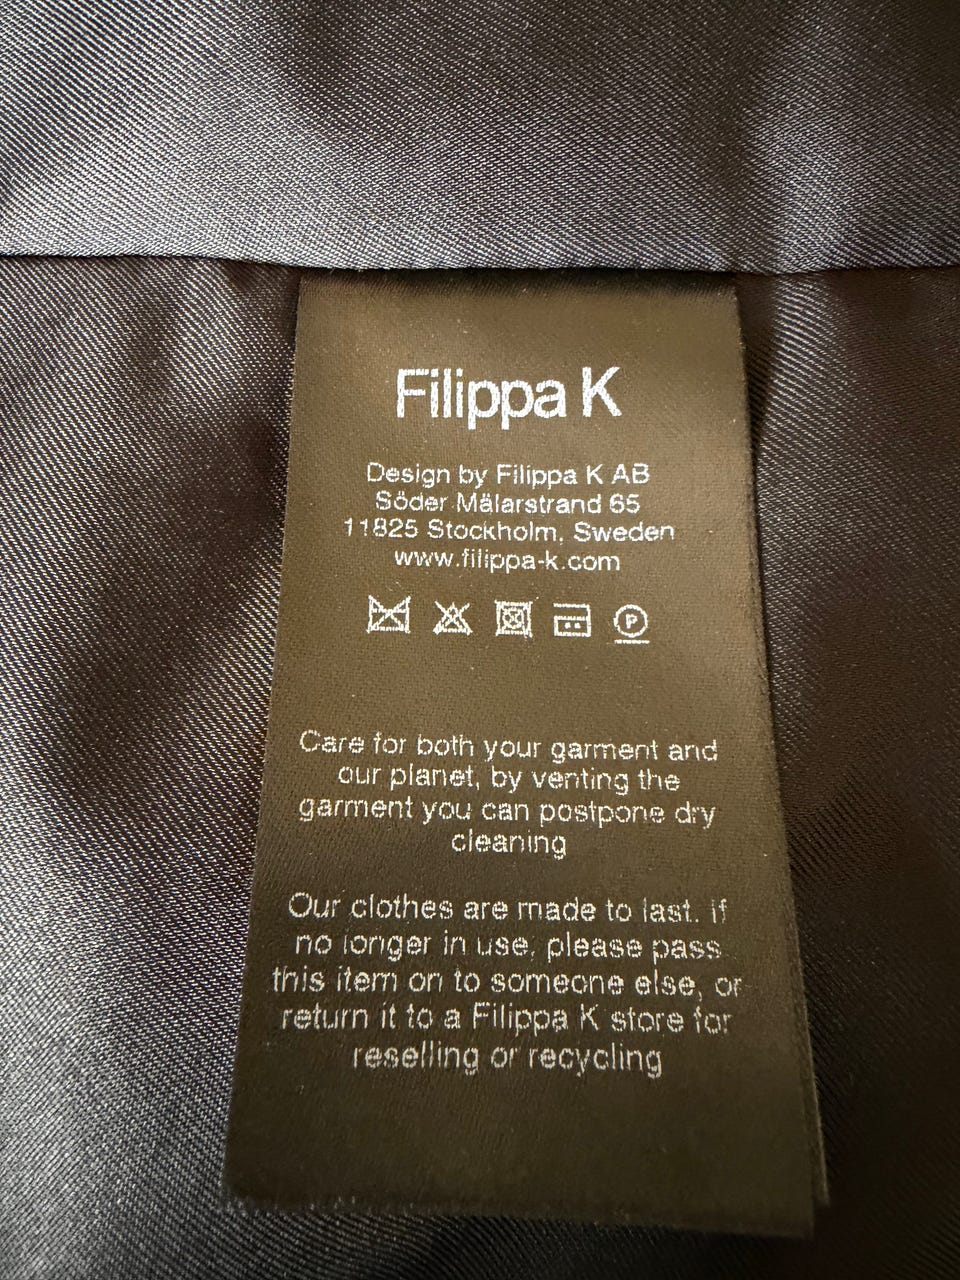 Filippa K
Design by Filippa K AB
Söder Mälarstrand 65
11825 Stockholm, Sweden
www.filippa-k.com
P
Care for both your garment and
our planet, by venting the
garment you can postpone dry
cleaning
Our clothes are made to last. If
no longer in use, please pass
this item on to someone else, or
return it to a Filippa K store for
reselling or recycling